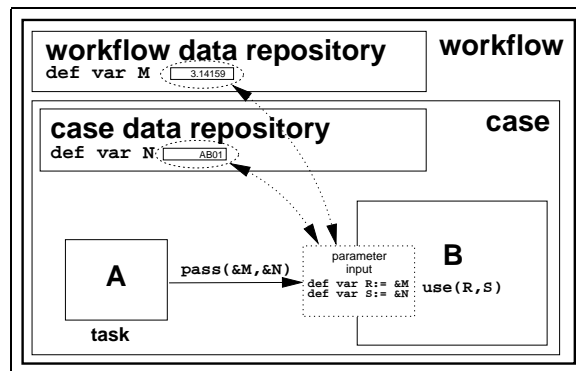 workflow data repository
workflow
def var M
3.14159
case data repository
case
def var N
AB01
A
pass(&M,&N)
task
parameter
input
def var R:= &M
def var S:= &N
B
use(R,S)